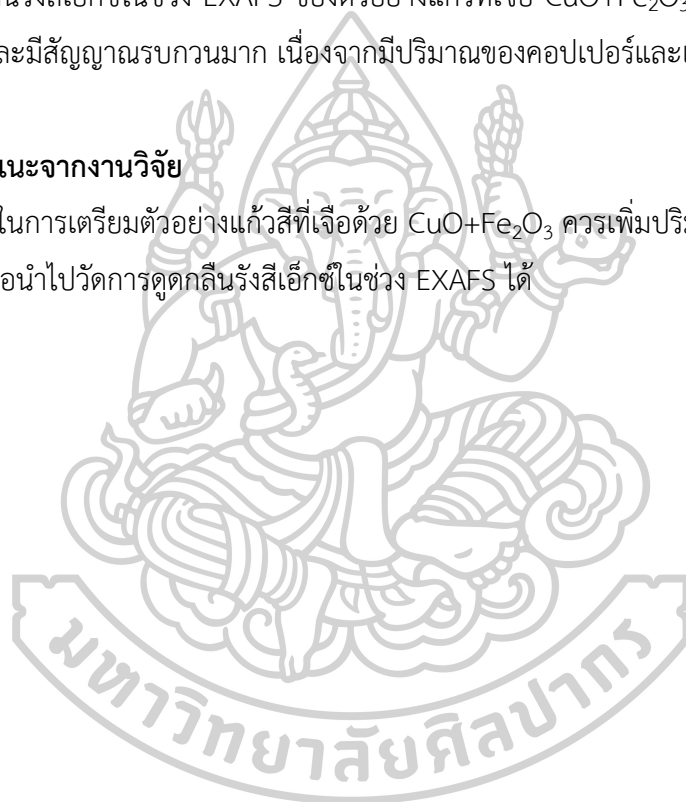 นรังสีเอกซ์ในช่วง EXAFS ของตัวอย่างแก้วที่เจือ CuO+Fe₂O₃
ละมีสัญญาณรบกวนมาก เนื่องจากมีปริมาณของคอปเปอร์และเ
แนะจากงานวิจัย
ในการเตรียมตัวอย่างแก้วสีที่เจือด้วย CuO+Fe₂O₃ ควรเพิ่มปริม
อนำไปวัดการดูดกลืนรังสีเอ็กซ์ในช่วง EXAFS ได้
มหาวิทยาลัยศิลปากร